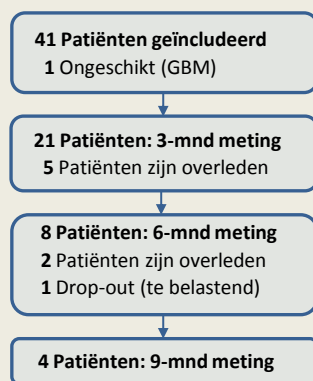 41 Patiënten geïncludeerd
1 Ongeschikt (GBM)
21 Patiënten: 3-mnd meting
5 Patiënten zijn overleden
8 Patiënten: 6-mnd meting
2 Patiënten zijn overleden
1 Drop-out (te belastend)
4 Patiënten: 9-mnd meting